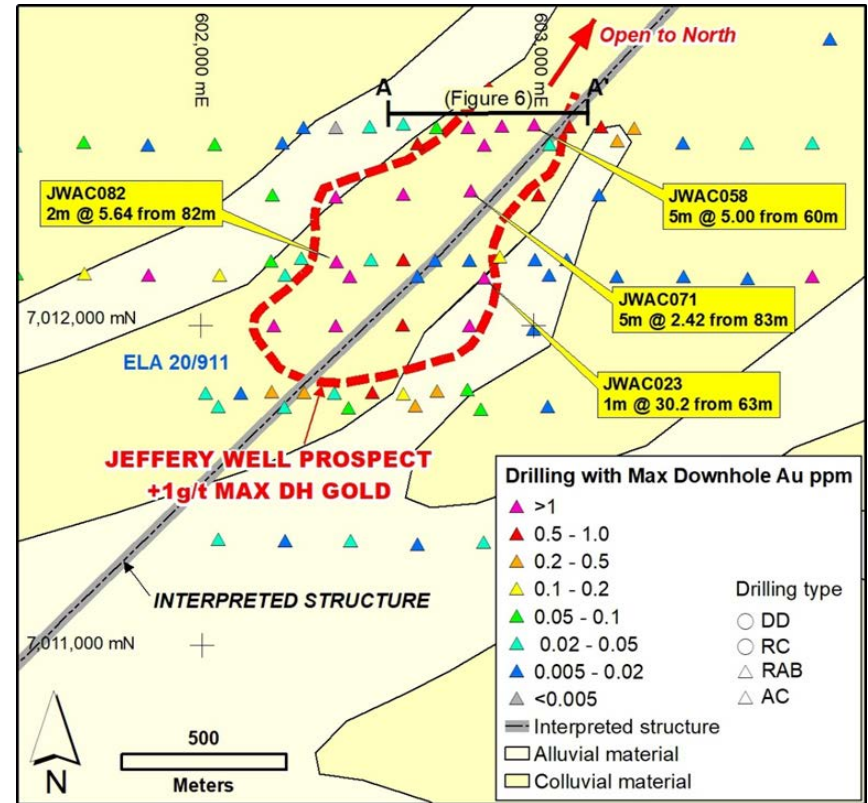 602,000 mE
603,000 mE
Open to North
A
(Figure 6)
A'
JWAC082
2m @ 5.64 from 82m
JWAC058
5m @ 5.00 from 60m
JWAC071
5m @ 2.42 from 83m
7,012,000 mN
ELA 20/911
JWAC023
1m @ 30.2 from 63m
JEFFERY WELL PROSPECT
+1g/t MAX DH GOLD
INTERPRETED STRUCTURE
7,011,000 mN
N
500
Meters
Drilling with Max Downhole Au ppm
>1
0.5 - 1.0
0.2 - 0.5
0.1 - 0.2
0.05 - 0.1
0.02 - 0.05
0.005 - 0.02
<0.005
Drilling type
DD
RC
RAB
AC
Interpreted structure
Alluvial material
Colluvial material